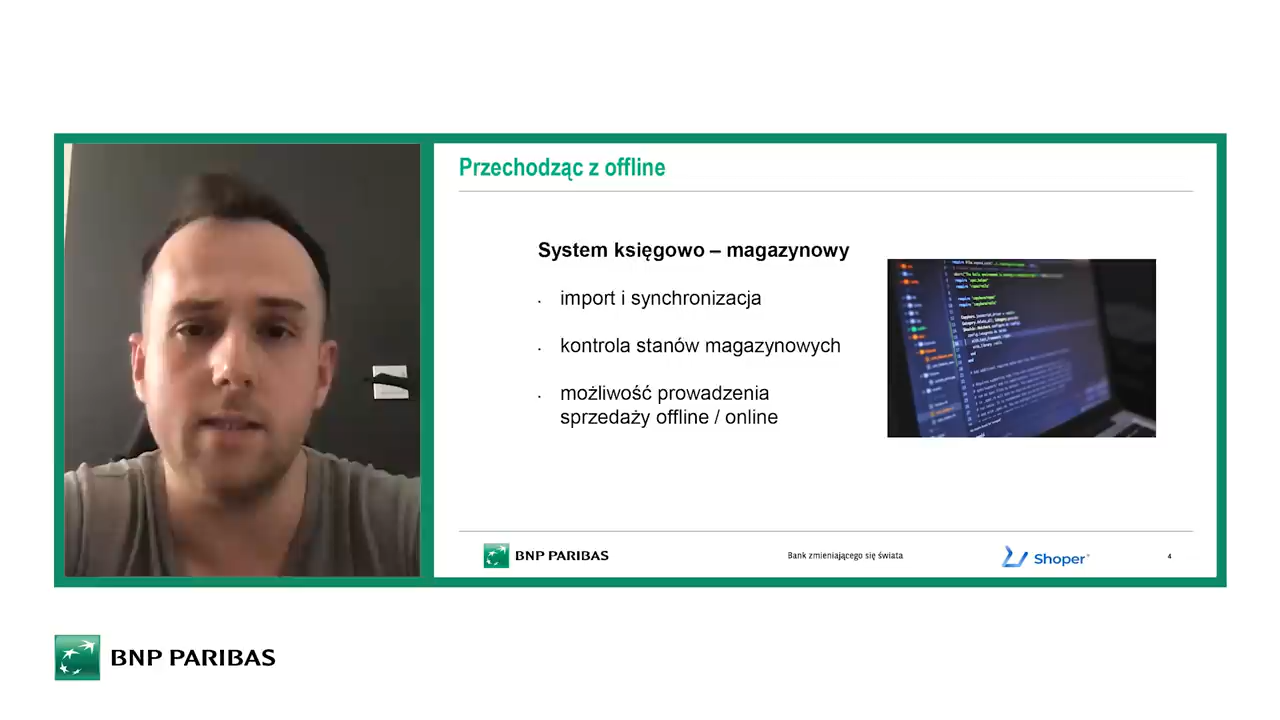 Przechodząc z offline
System księgowo – magazynowy
· import i synchronizacja
· kontrola stanów magazynowych
· możliwość prowadzenia
sprzedaży offline / online
BNP PARIBAS
Bank zmieniającego się świata
Shoper
4
BNP PARIBAS